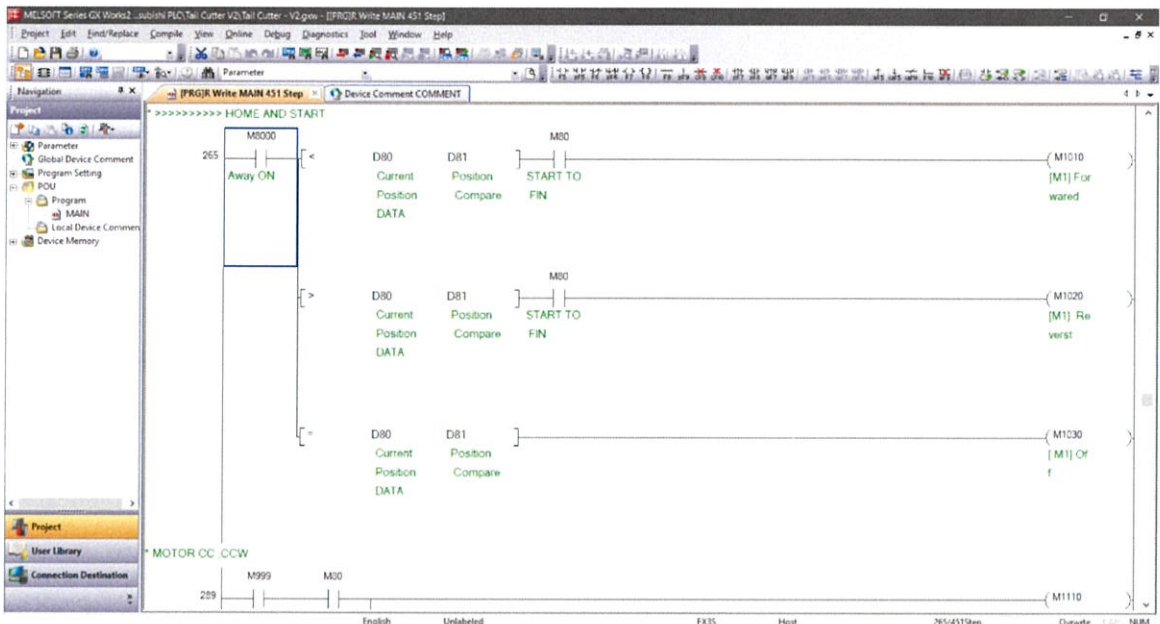 MELSOFT Series GX Works2 ...subishi PLC\Tail Cutter V2\Tail Cutter - V2.gxw - [[PRG]R Write MAIN 451 Step]
Project Edit Find/Replace Compile View Online Debug Diagnostics Tool Window Help
Parameter
Navigation
[PRG]R Write MAIN 451 Step
Device Comment COMMENT
Project
Parameter
Global Device Comment
Program Setting
POU
Program
MAIN
Local Device Commen
Device Memory
Project
User Library
Connection Destination
* >>>>>>>>>> HOME AND START
M8000 M80
265 < D80 D81 M1010
Away ON Current Position START TO [M1] For
Position Compare FIN wared
DATA
M80
> D80 D81 M1020
Current Position START TO [M1] Re
Position Compare FIN verst
DATA
= D80 D81 M1030
Current Position [ M1] Of
Position Compare f
DATA
* MOTOR CC .CCW
M999 M30
289 M1110
English Unlabeled FX3S Host 265/451Step Ovrwrte CAP NUM